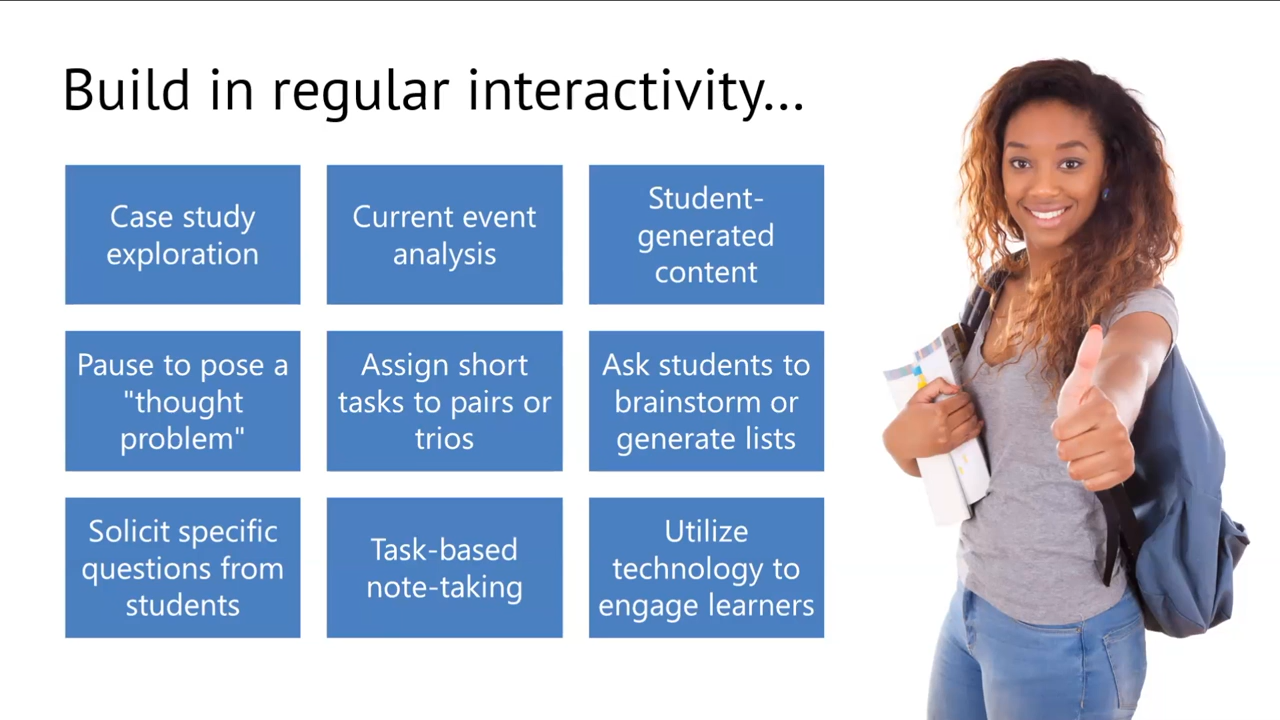 Build in regular interactivity...
Case study
exploration
Current event
analysis
Student-
generated
content
Pause to pose a
"thought
problem"
Assign short
tasks to pairs or
trios
Ask students to
brainstorm or
generate lists
Solicit specific
questions from
students
Task-based
note-taking
Utilize
technology to
engage learners